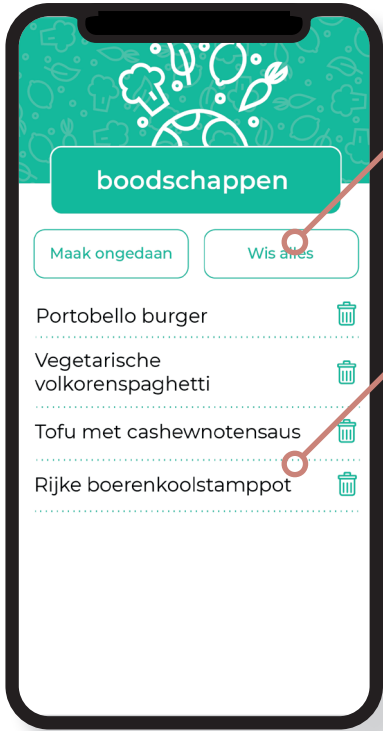 boodschappen
Maak ongedaan
Wis alles
Portobello burger
Vegetarische
volkorenspaghetti
Tofu met cashewnotensaus
Rijke boerenkoolstamppot